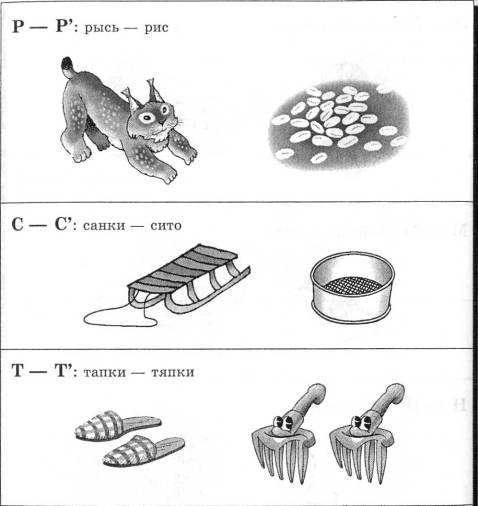 Р — Р’: рысь — рис
С — С’: санки — сито
Т — Т’: тапки — тяпки